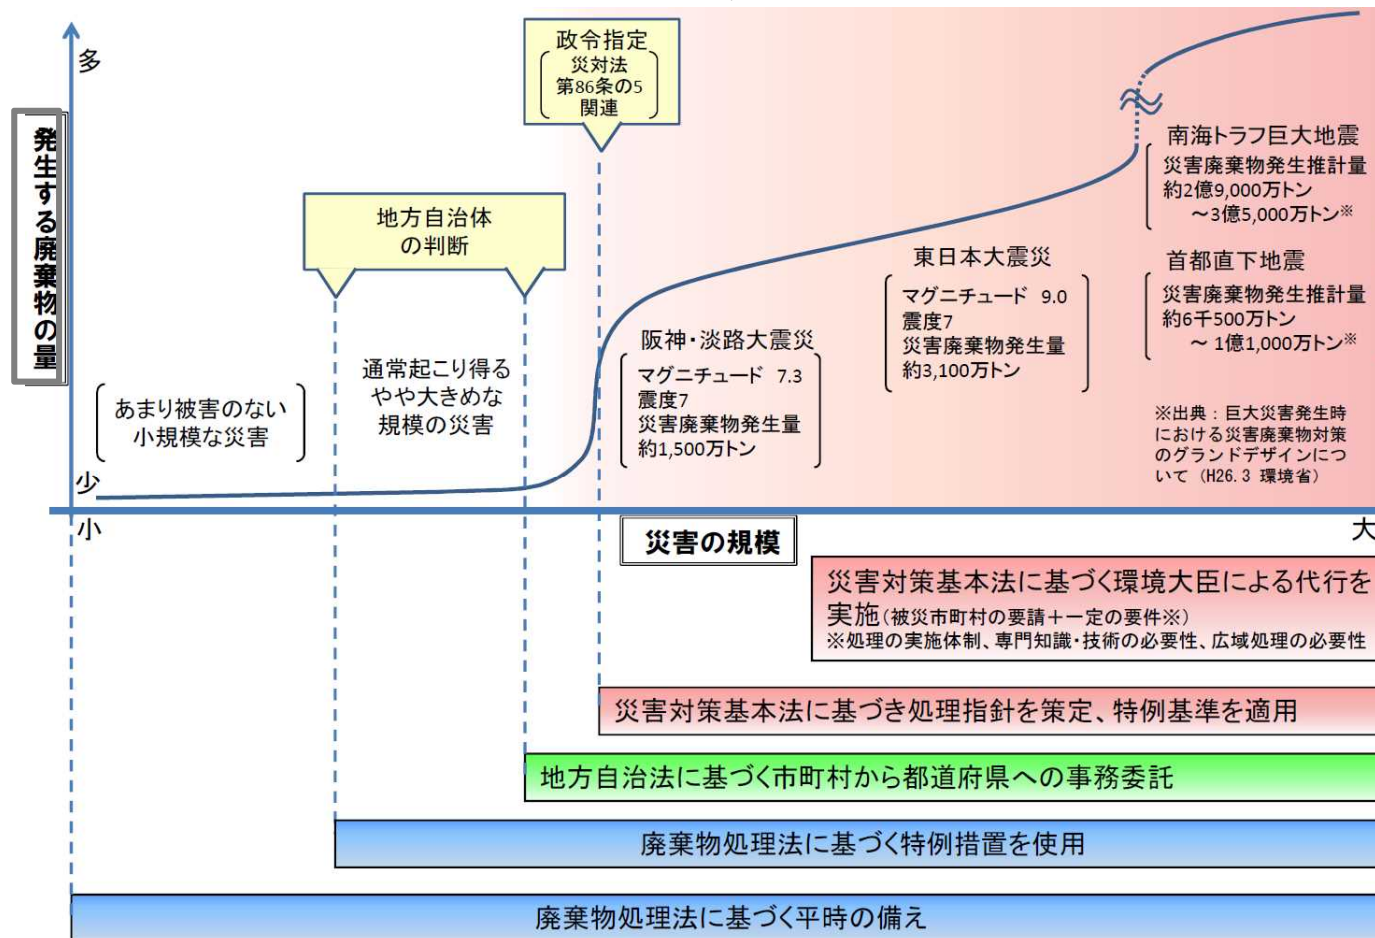 多
発生する廃棄物の量
少
小
政令指定
災対法
第86条の5
関連
地方自治体
の判断
あまり被害のない
小規模な災害
通常起こり得る
やや大きめな
規模の災害
阪神・淡路大震災
マグニチュード 7.3
震度7
災害廃棄物発生量
約1,500万トン
東日本大震災
マグニチュード 9.0
震度7
災害廃棄物発生量
約3,100万トン
南海トラフ巨大地震
災害廃棄物発生推計量
約2億9,000万トン
～3億5,000万トン※
首都直下地震
災害廃棄物発生推計量
約6千500万トン
～ 1億1,000万トン※
※出典：巨大災害発生時
における災害廃棄物対策
のグランドデザインにつ
いて（H26.3 環境省）
災害の規模
大
災害対策基本法に基づく環境大臣による代行を
実施(被災市町村の要請＋一定の要件※)
※処理の実施体制、専門知識・技術の必要性、広域処理の必要性
災害対策基本法に基づき処理指針を策定、特例基準を適用
地方自治法に基づく市町村から都道府県への事務委託
廃棄物処理法に基づく特例措置を使用
廃棄物処理法に基づく平時の備え